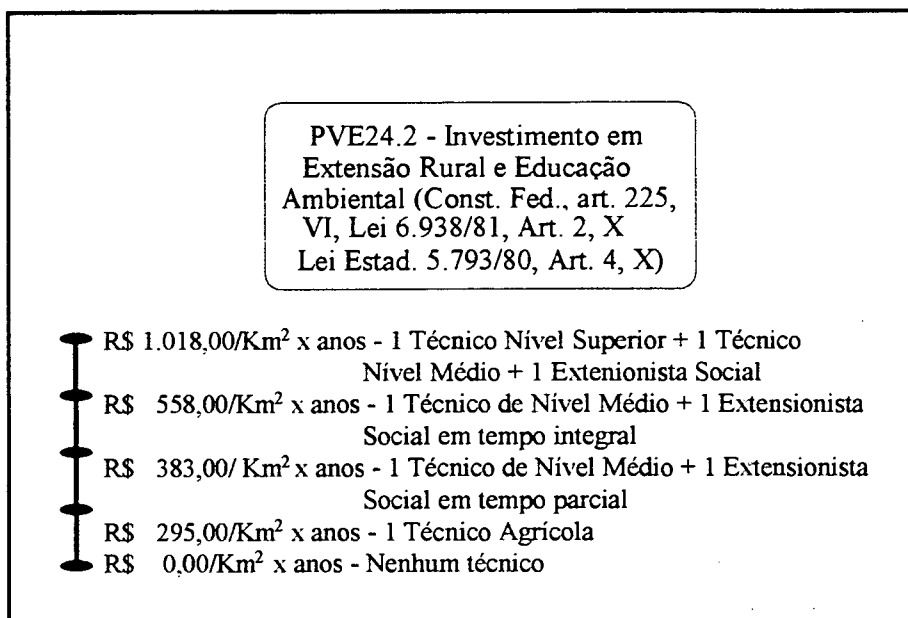 PVE24.2 - Investimento em
Extensão Rural e Educação
Ambiental (Const. Fed., art. 225,
VI, Lei 6.938/81, Art. 2, X
Lei Estad. 5.793/80, Art. 4, X)
R$ 1.018,00/Km² x anos - 1 Técnico Nível Superior + 1 Técnico
Nível Médio + 1 Extenionista Social
R$ 558,00/Km² x anos - 1 Técnico de Nível Médio + 1 Extensionista
Social em tempo integral
R$ 383,00/ Km² x anos - 1 Técnico de Nível Médio + 1 Extensionista
Social em tempo parcial
R$ 295,00/Km² x anos - 1 Técnico Agrícola
R$ 0,00/Km² x anos - Nenhum técnico